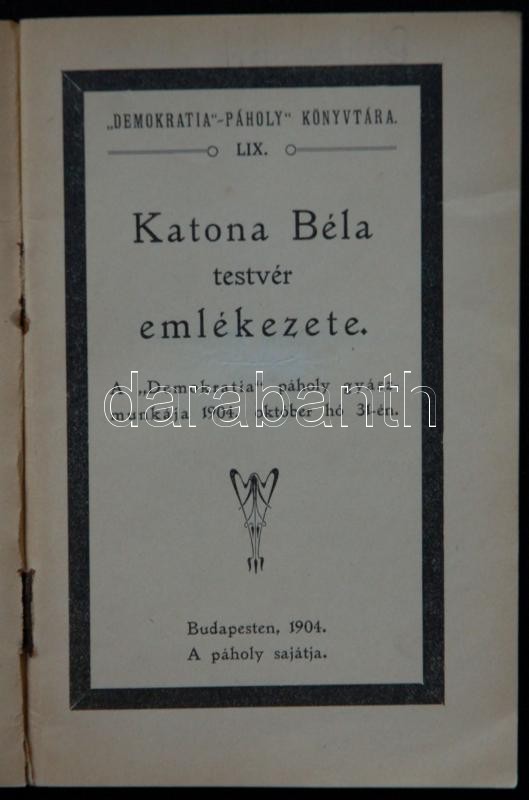 „DEMOKRATIA“-PÁHOLY“ KÖNYVTÁRA.
LIX.
Katona Béla
testvér
emlékezete.
A „Demokratia“ páholy gyász-
munkája 1904. október hó 31-én.
darabanth
Budapesten, 1904.
A páholy sajátja.